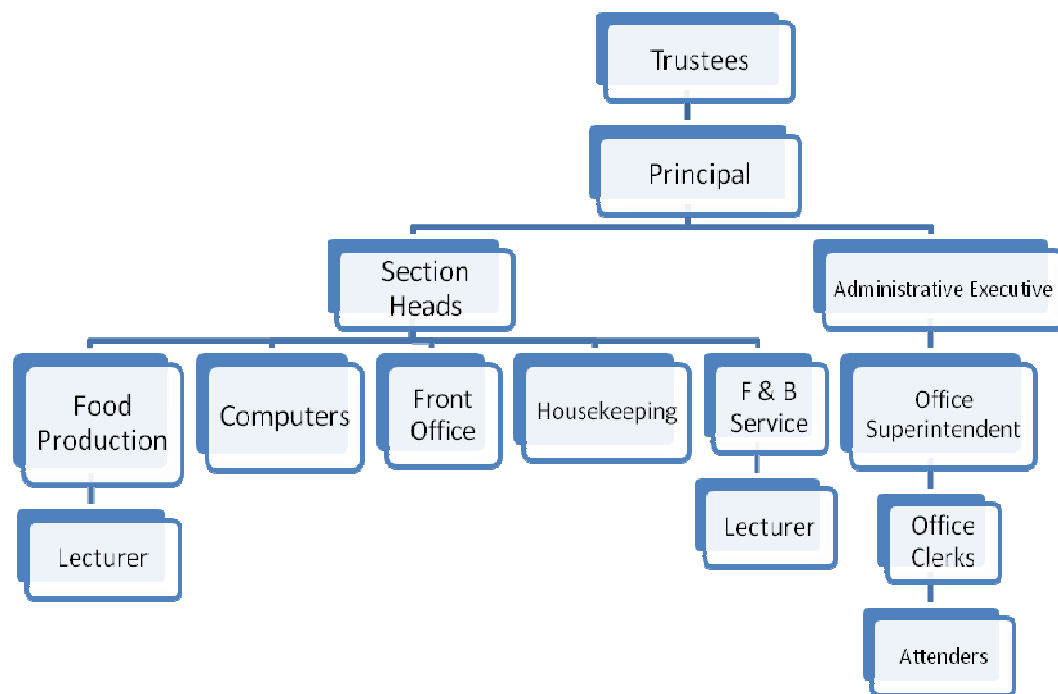 Trustees
Principal
Section
Heads
Administrative Executive
Food
Production
Computers
Front
Office
Housekeeping
F & B
Service
Office
Superintendent
Lecturer
Lecturer
Office
Clerks
Attenders